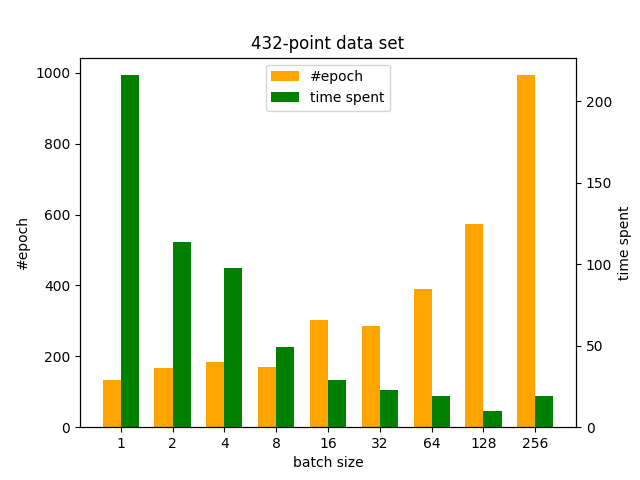 432-point data set
#epoch
time spent
1000
800
600
400
200
0
#epoch
200
150
100
50
0
time spent
1 2 4 8 16 32 64 128 256
batch size